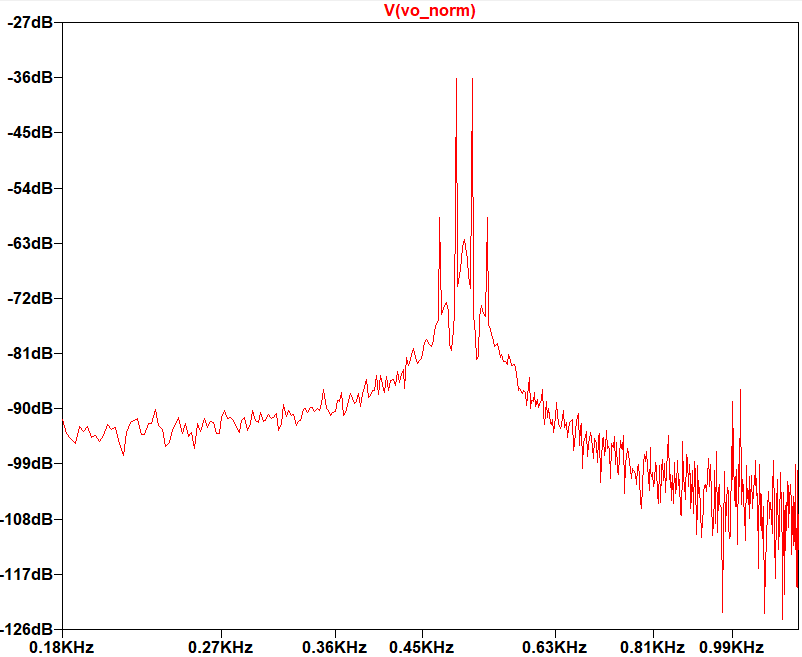 V(vo_norm)
-27dB
-36dB
-45dB
-54dB
-63dB
-72dB
-81dB
-90dB
-99dB
-108dB
-117dB
-126dB
0.18KHz 0.27KHz 0.36KHz 0.45KHz 0.63KHz 0.81KHz 0.99KHz